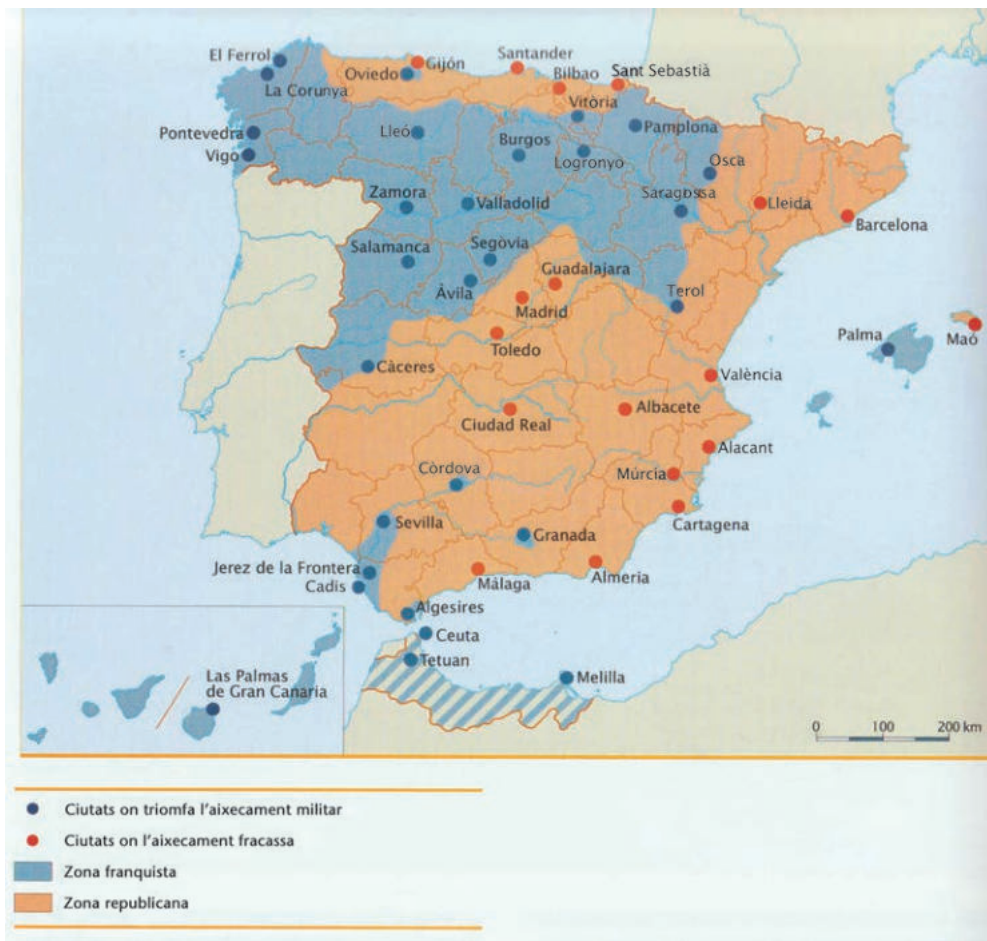 El Ferrol
Gijón
Santander
Oviedo
Bilbao
Sant Sebastià
La Corunya
Vitòria
Pontevedra
Lleó
Burgos
Pamplona
Vigo
Logronyo
Osca
Zamora
Valladolid
Saragossa
Lleida
Barcelona
Salamanca
Segòvia
Guadalajara
Àvila
Madrid
Terol
Palma
Maó
Toledo
Càceres
València
Ciudad Real
Albacete
Alacant
Còrdova
Múrcia
Sevilla
Granada
Cartagena
Jerez de la Frontera
Cadis
Màlaga
Almeria
Algesires
Ceuta
Tetuan
Melilla
Las Palmas
de Gran Canaria
0 100 200 km
Ciutats on triomfa l'aixecament militar
Ciutats on l'aixecament fracassa
Zona franquista
Zona republicana